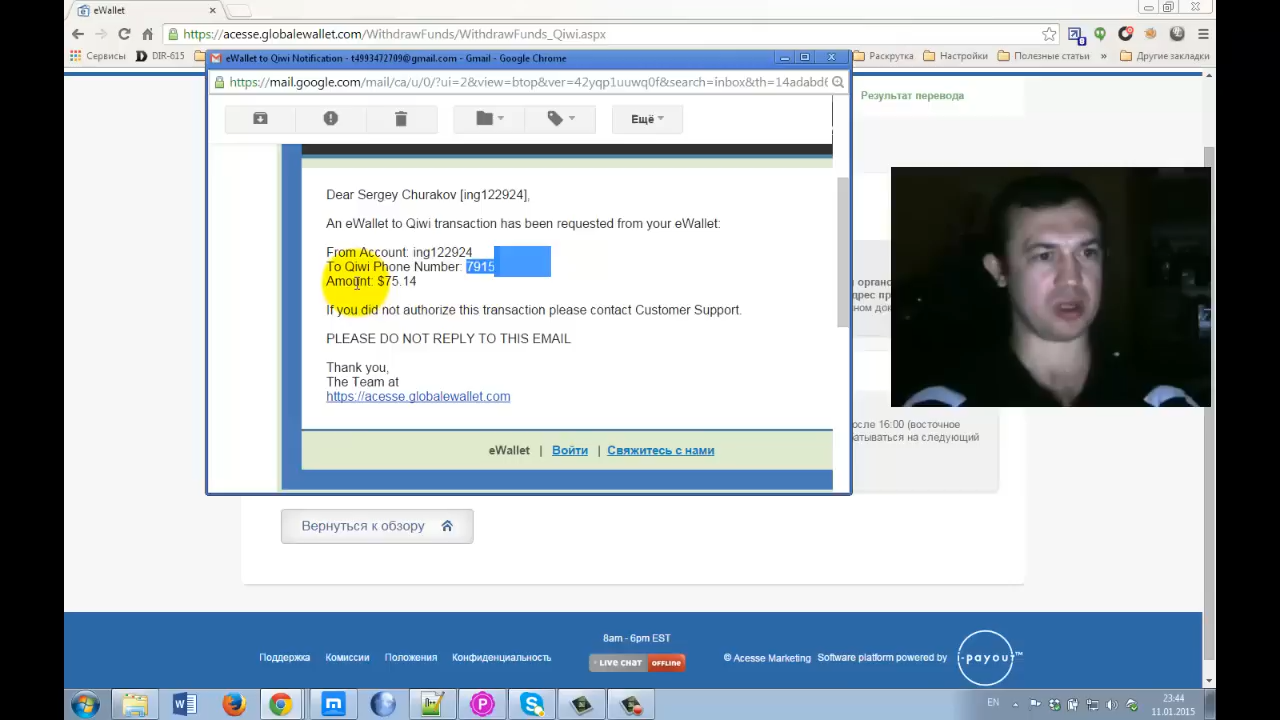 eWallet
https://acesse.globalewallet.com/WithdrawFunds/WithdrawFunds_Qiwi.aspx
Сервисы
DIR-615
Раскрутка
Настройки
Полезные статьи
»
Другие закладки
eWallet to Qiwi Notification - t4993472709@gmail.com - Gmail - Google Chrome
https://mail.google.com/mail/ca/u/0/?ui=2&view=btop&ver=42yqp1uuwq0f&search=inbox&th=14adabd6
Результат перевода
Ещё
Dear Sergey Churakov [ing122924],
An eWallet to Qiwi transaction has been requested from your eWallet:
From Account: ing122924
To Qiwi Phone Number: 7915
Amount: $75.14
If you did not authorize this transaction please contact Customer Support.
PLEASE DO NOT REPLY TO THIS EMAIL
Thank you,
The Team at
https://acesse.globalewallet.com
eWallet | Войти | Свяжитесь с нами
после 16:00 (восточное
на следующий
Вернуться к обзору
8am - 6pm EST
Поддержка
Комиссии
Положения
Конфиденциальность
LIVE CHAT OFFLINE
© Acesse Marketing
Software platform powered by
i-payout™
EN
23:44
11.01.2015